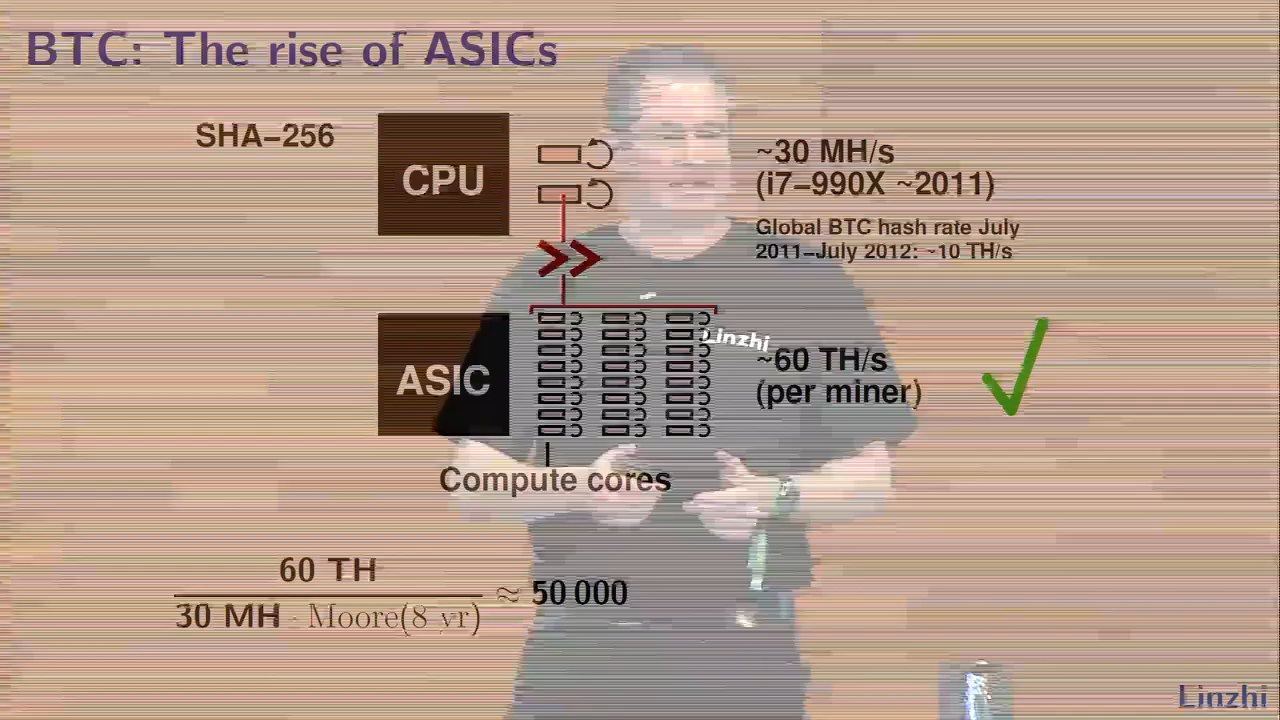 BTC: The rise of ASICs
SHA–256
CPU
~30 MH/s
(i7–990X ~2011)
Global BTC hash rate July
2011–July 2012: ~10 TH/s
ASIC
Linzhi
~60 TH/s
(per miner)
Compute cores
60 TH
30 MH · Moore(8 yr)
≈ 50 000
Linzhi